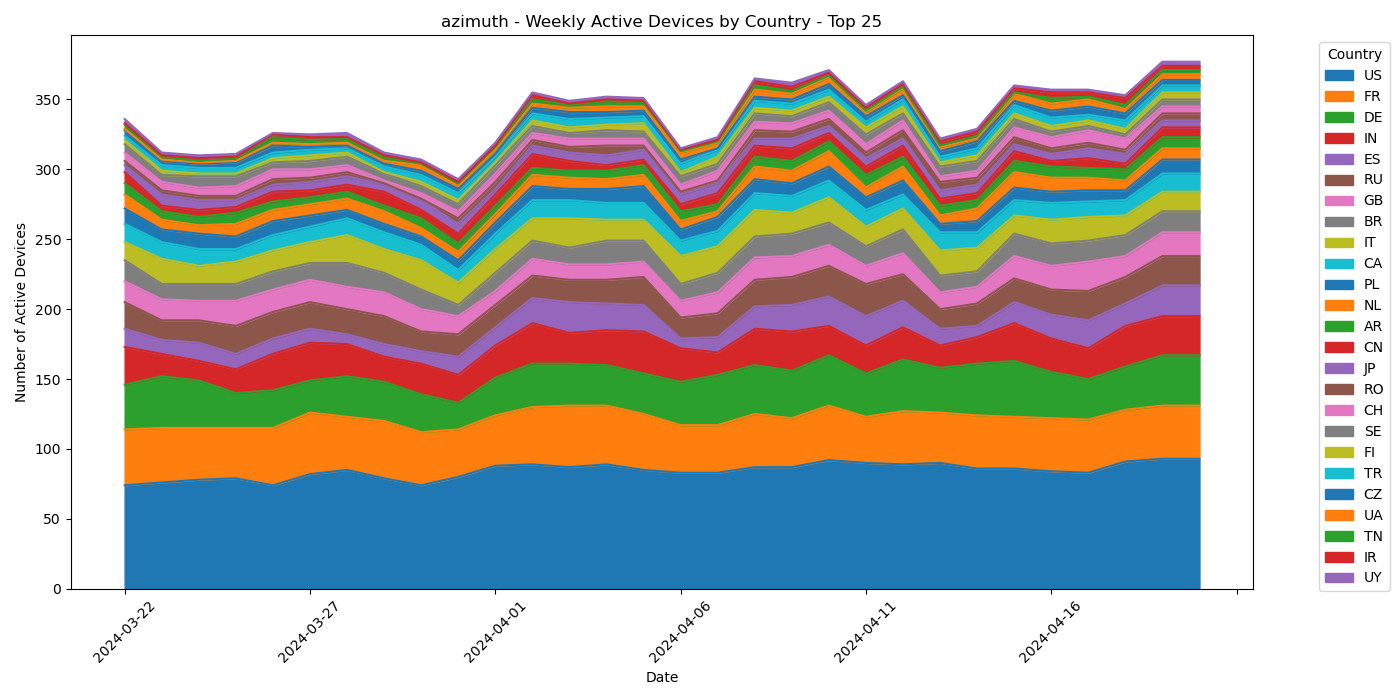 azimuth - Weekly Active Devices by Country - Top 25
Number of Active Devices
350
300
250
200
150
100
50
0
2024-03-22
2024-03-27
2024-04-01
2024-04-06
2024-04-11
2024-04-16
Date
Country
US
FR
DE
IN
ES
RU
GB
BR
IT
CA
PL
NL
AR
CN
JP
RO
CH
SE
FI
TR
CZ
UA
TN
IR
UY